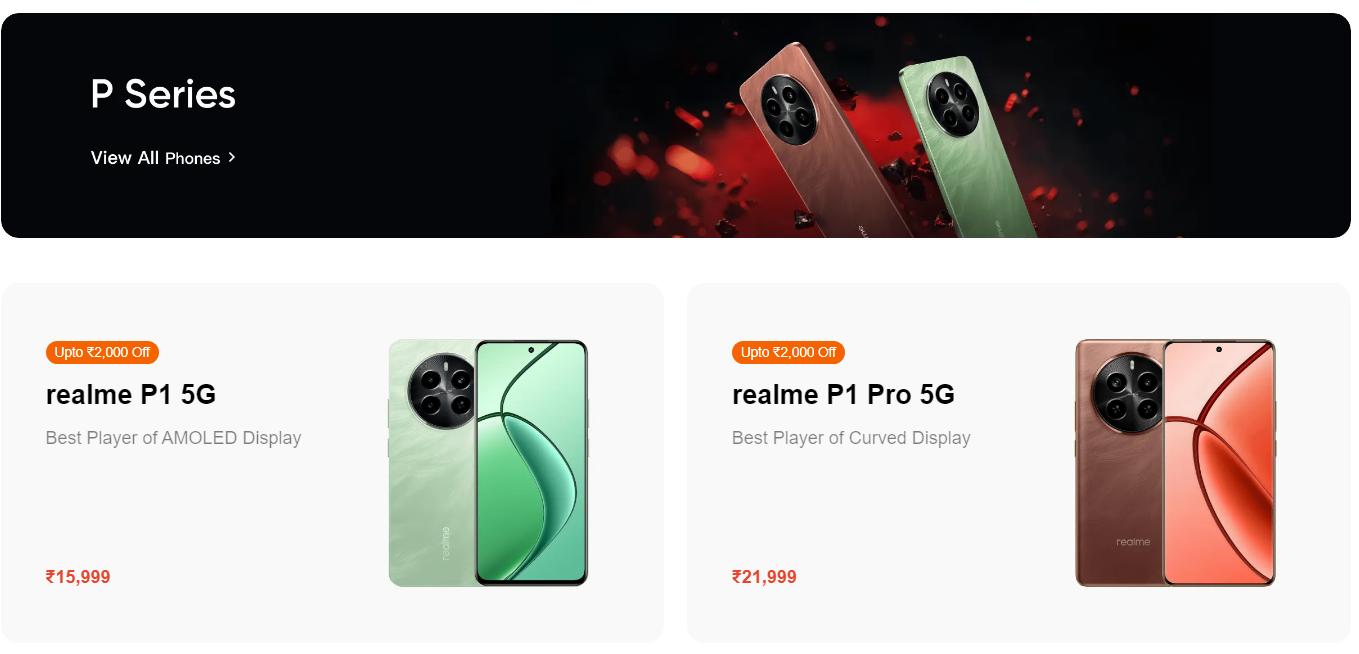 P Series
View All Phones
Upto ₹2,000 Off
realme P1 5G
Best Player of AMOLED Display
₹15,999
realme
Upto ₹2,000 Off
realme P1 Pro 5G
Best Player of Curved Display
₹21,999
realme